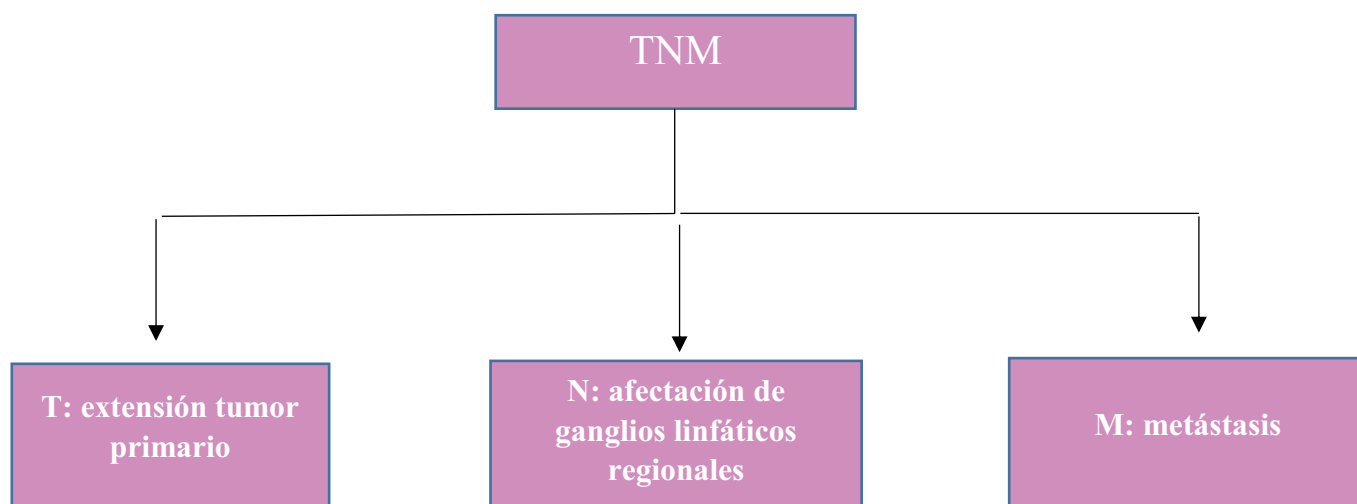 TNM
T: extensión tumor
primario
N: afectación de
ganglios linfáticos
regionales
M: metástasis